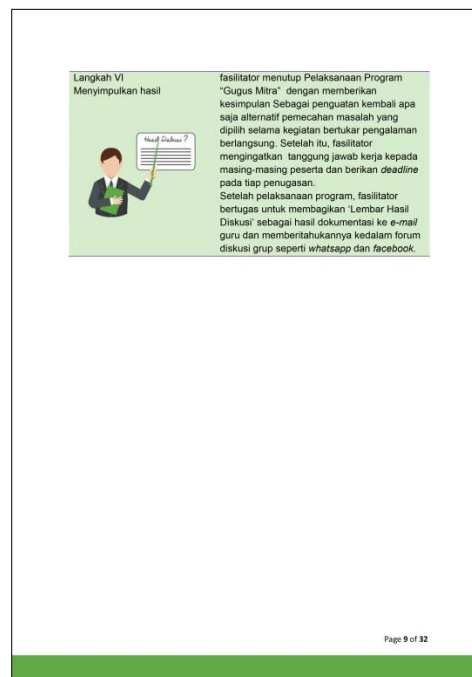 Langkah VI
Menyimpulkan hasil
Hasil Diskusi ?
fasilitator menutup Pelaksanaan Program
“Gugus Mitra” dengan memberikan
kesimpulan Sebagai penguatan kembali apa
saja alternatif pemecahan masalah yang
dipilih selama kegiatan bertukar pengalaman
berlangsung. Setelah itu, fasilitator
mengingatkan tanggung jawab kerja kepada
masing-masing peserta dan berikan deadline
pada tiap penugasan.
Setelah pelaksanaan program, fasilitator
bertugas untuk membagikan ‘Lembar Hasil
Diskusi’ sebagai hasil dokumentasi ke e-mail
guru dan memberitahukannya kedalam forum
diskusi grup seperti whatsapp dan facebook.
Page 9 of 32